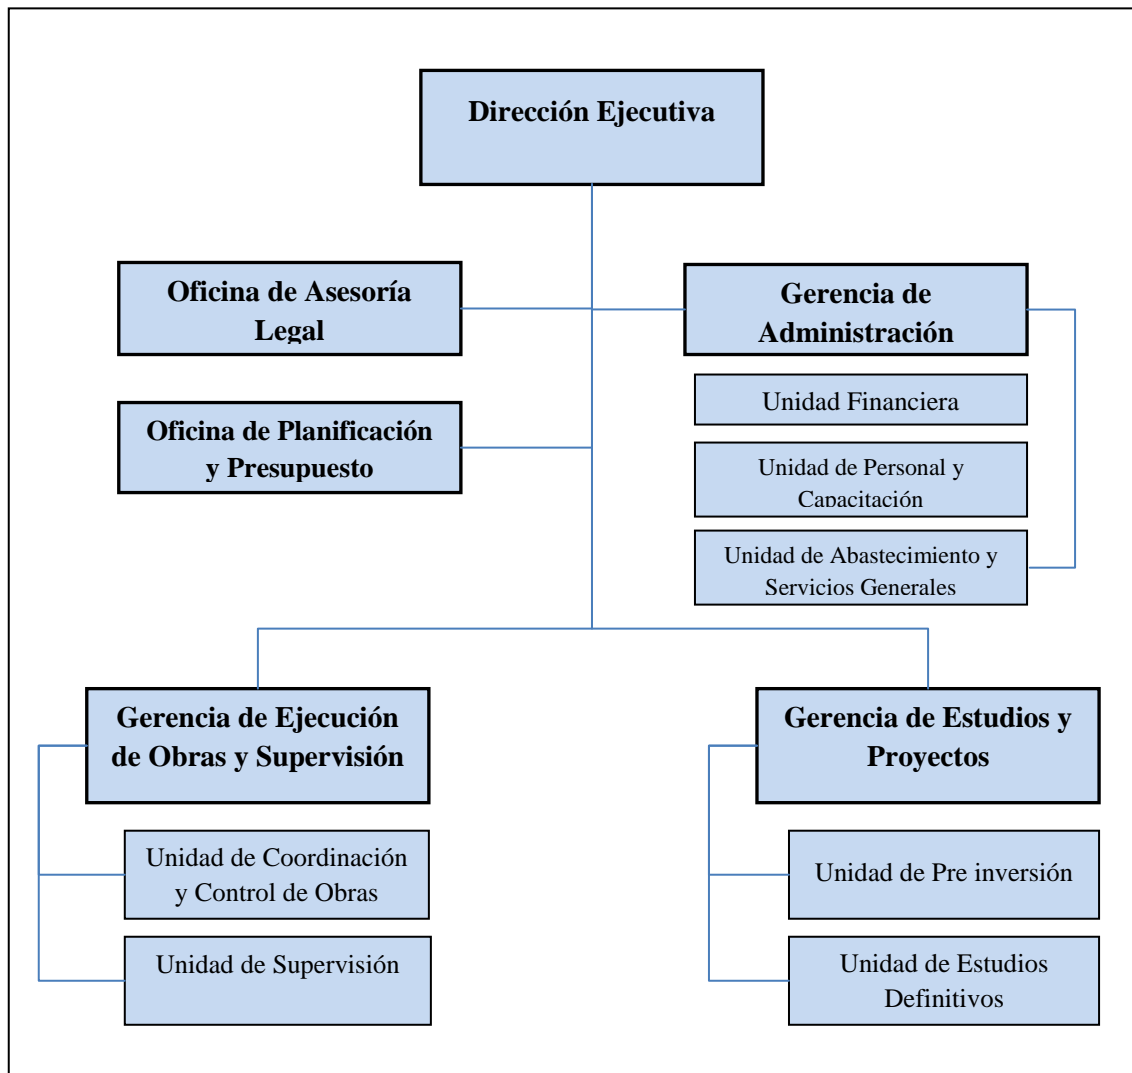 Dirección Ejecutiva
Oficina de Asesoría
Legal
Gerencia de
Administración
Unidad Financiera
Oficina de Planificación
y Presupuesto
Unidad de Personal y
Capacitación
Unidad de Abastecimiento y
Servicios Generales
Gerencia de Ejecución
de Obras y Supervisión
Gerencia de Estudios y
Proyectos
Unidad de Coordinación
y Control de Obras
Unidad de Pre inversión
Unidad de Supervisión
Unidad de Estudios
Definitivos